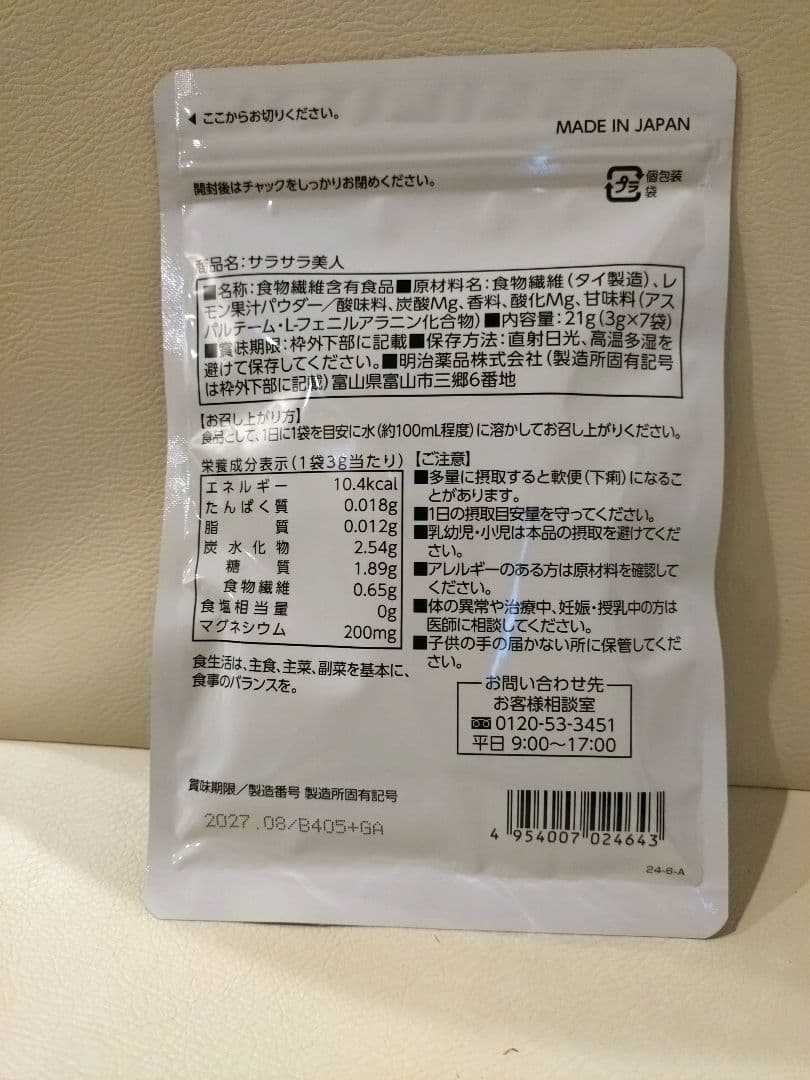 ◀ ここからお切りください。
MADE IN JAPAN
開封後はチャックをしっかりお閉めください。
プラ
個包装
袋
商品名：サラサラ美人
■名称：食物繊維含有食品■原材料名：食物繊維（タイ製造）、レ
モン果汁パウダー／酸味料、炭酸Mg、香料、酸化Mg、甘味料（アス
パルテーム・L-フェニルアラニン化合物）■内容量：21g（3g×7袋）
■賞味期限：枠外下部に記載■保存方法：直射日光、高温多湿を
避けて保存してください。■明治薬品株式会社（製造所固有記号
は枠外下部に記載）富山県富山市三郷6番地
【お召し上がり方】
食品として、1日に1袋を目安に水（約100mL程度）に溶かしてお召し上がりください。
栄養成分表示（1袋3g当たり）
エネルギー 10.4kcal
たんぱく質 0.018g
脂質 0.012g
炭水化物 2.54g
糖質 1.89g
食物繊維 0.65g
食塩相当量 0g
マグネシウム 200mg
食生活は、主食、主菜、副菜を基本に、
食事のバランスを。
【ご注意】
■多量に摂取すると軟便（下痢）になるこ
とがあります。
■1日の摂取目安量を守ってください。
■乳幼児・小児は本品の摂取を避けてくだ
さい。
■アレルギーのある方は原材料を確認して
ください。
■体の異常や治療中、妊娠・授乳中の方は
医師に相談してください。
■子供の手の届かない所に保管してくだ
さい。
お問い合わせ先
お客様相談室
0120-53-3451
平日 9:00〜17:00
賞味期限／製造番号 製造所固有記号
2027.08/B405+GA
4 954007 024643
24-6-A